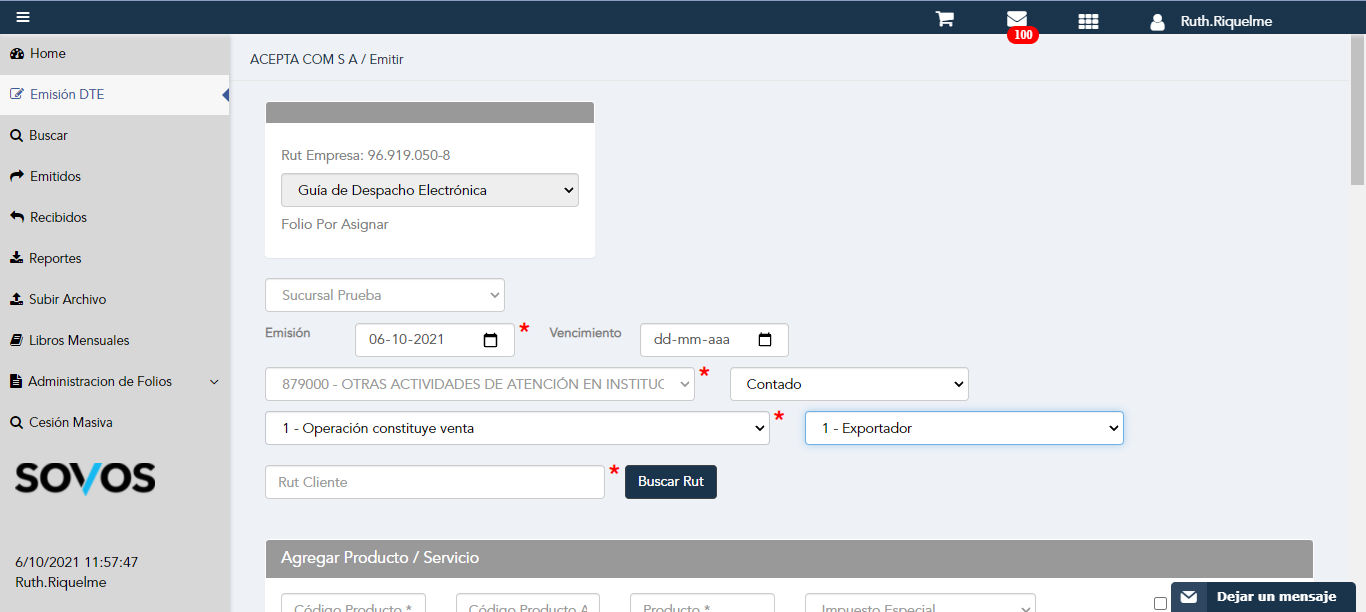 100
Ruth.Riquelme
Home
Emisión DTE
Buscar
Emitidos
Recibidos
Reportes
Subir Archivo
Libros Mensuales
Administracion de Folios
Cesión Masiva
SOVOS
6/10/2021 11:57:47
Ruth.Riquelme
ACEPTA COM S A / Emitir
Rut Empresa: 96.919.050-8
Guía de Despacho Electrónica
Folio Por Asignar
Sucursal Prueba
Emisión 06-10-2021 * Vencimiento dd-mm-aaa
879000 - OTRAS ACTIVIDADES DE ATENCIÓN EN INSTITUC * Contado
1 - Operación constituye venta * 1 - Exportador
Rut Cliente * Buscar Rut
Agregar Producto / Servicio
Código Producto * Código Producto A Producto * Impuesto Especial
Dejar un mensaje